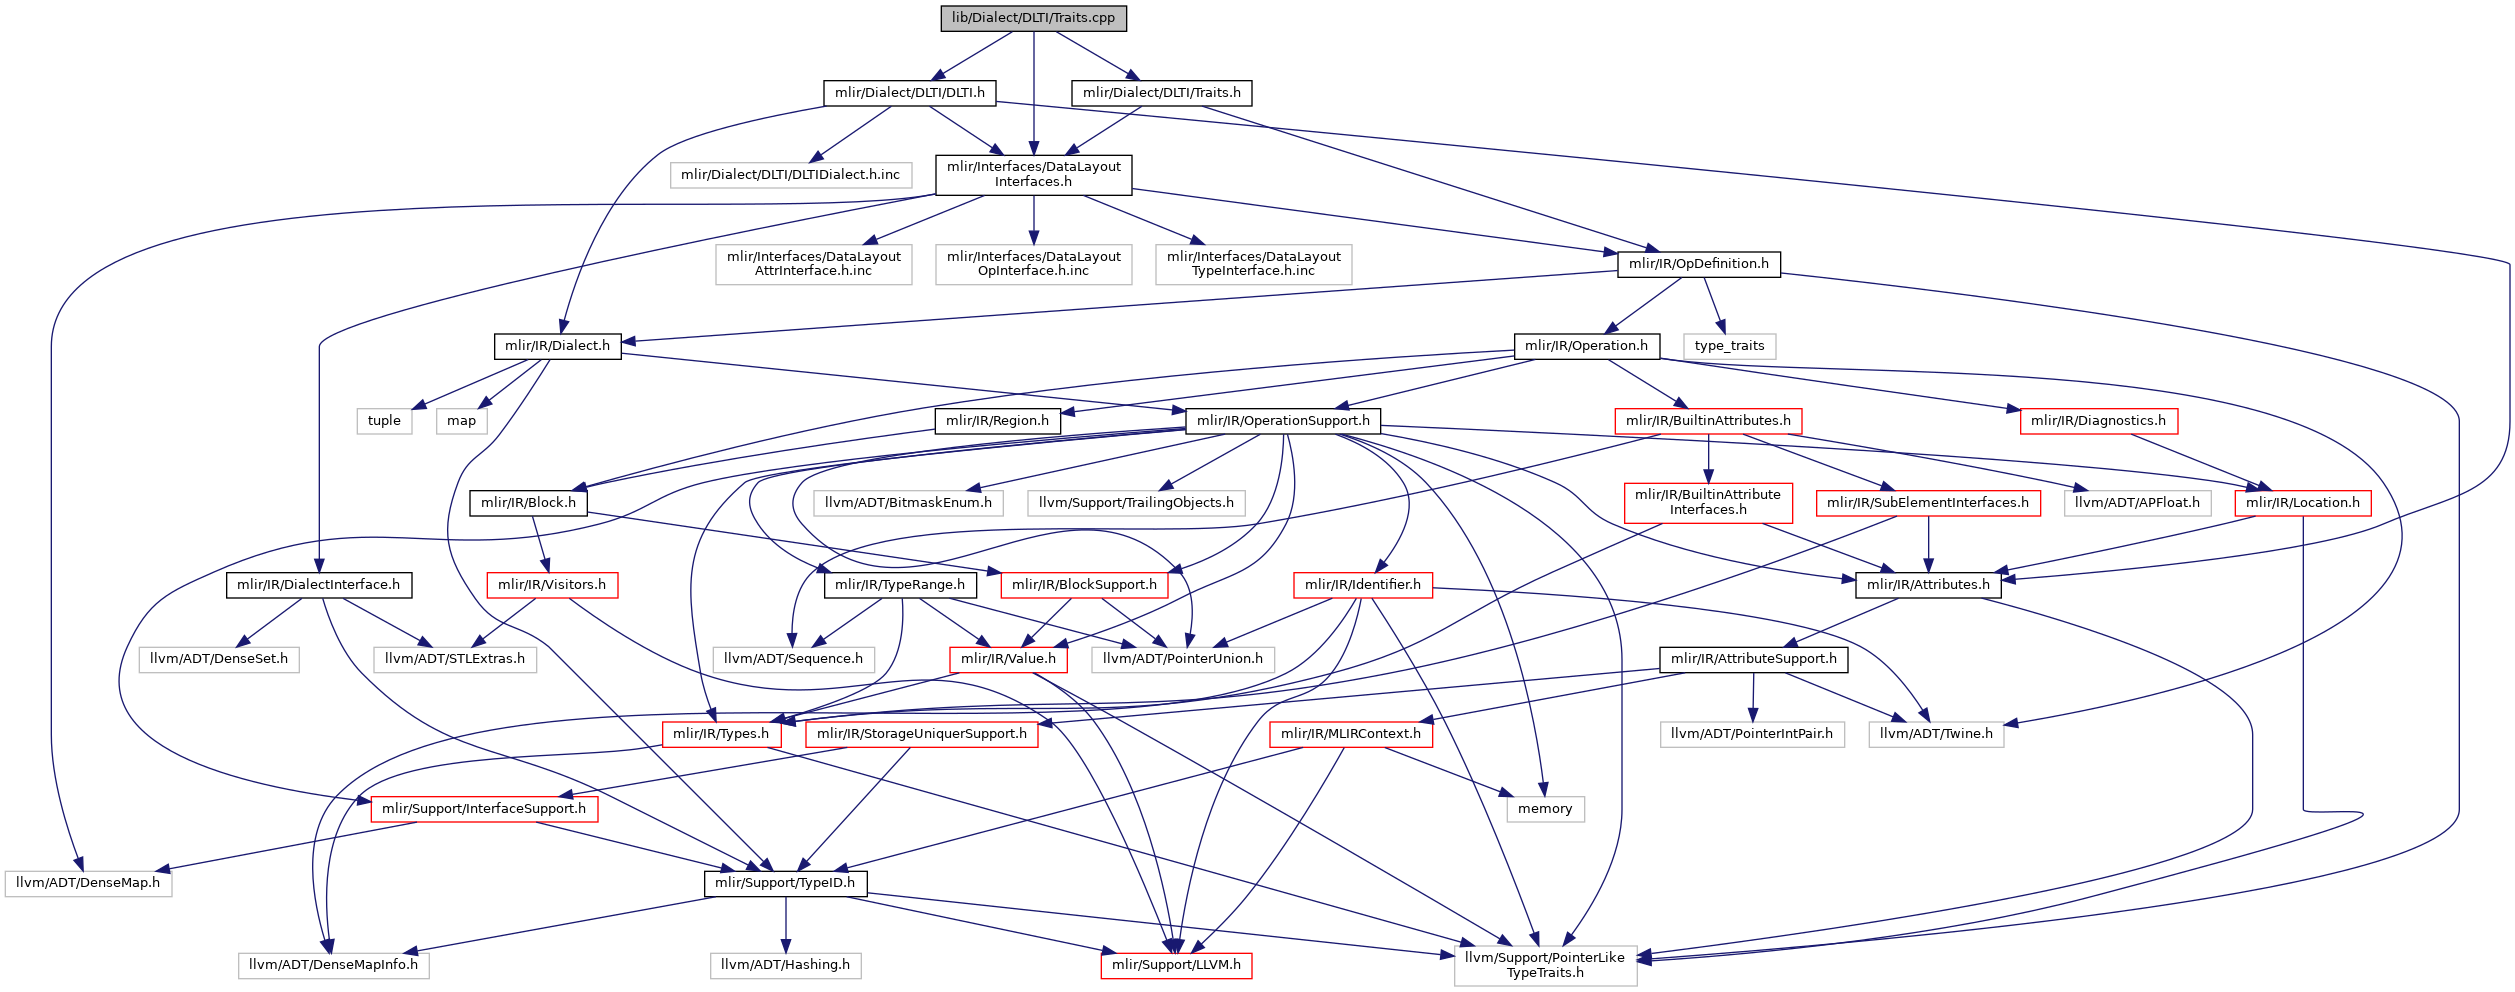 lib/Dialect/DLTI/Traits.cpp
mlir/Dialect/DLTI/DLTI.h
mlir/Dialect/DLTI/Traits.h
mlir/Dialect/DLTI/DLTIDialect.h.inc
mlir/Interfaces/DataLayout
Interfaces.h
mlir/Interfaces/DataLayout
AttrInterface.h.inc
mlir/Interfaces/DataLayout
OpInterface.h.inc
mlir/Interfaces/DataLayout
TypeInterface.h.inc
mlir/IR/OpDefinition.h
mlir/IR/Dialect.h
mlir/IR/Operation.h
type_traits
tuple
map
mlir/IR/Region.h
mlir/IR/OperationSupport.h
mlir/IR/BuiltinAttributes.h
mlir/IR/Diagnostics.h
mlir/IR/Block.h
llvm/ADT/BitmaskEnum.h
llvm/Support/TrailingObjects.h
mlir/IR/BuiltinAttribute
Interfaces.h
mlir/IR/SubElementInterfaces.h
llvm/ADT/APFloat.h
mlir/IR/Location.h
mlir/IR/DialectInterface.h
mlir/IR/Visitors.h
mlir/IR/TypeRange.h
mlir/IR/BlockSupport.h
mlir/IR/Identifier.h
mlir/IR/Attributes.h
llvm/ADT/DenseSet.h
llvm/ADT/STLExtras.h
llvm/ADT/Sequence.h
mlir/IR/Value.h
llvm/ADT/PointerUnion.h
mlir/IR/AttributeSupport.h
mlir/IR/Types.h
mlir/IR/StorageUniquerSupport.h
mlir/IR/MLIRContext.h
llvm/ADT/PointerIntPair.h
llvm/ADT/Twine.h
mlir/Support/InterfaceSupport.h
memory
llvm/ADT/DenseMap.h
mlir/Support/TypeID.h
llvm/ADT/DenseMapInfo.h
llvm/ADT/Hashing.h
mlir/Support/LLVM.h
llvm/Support/PointerLike
TypeTraits.h